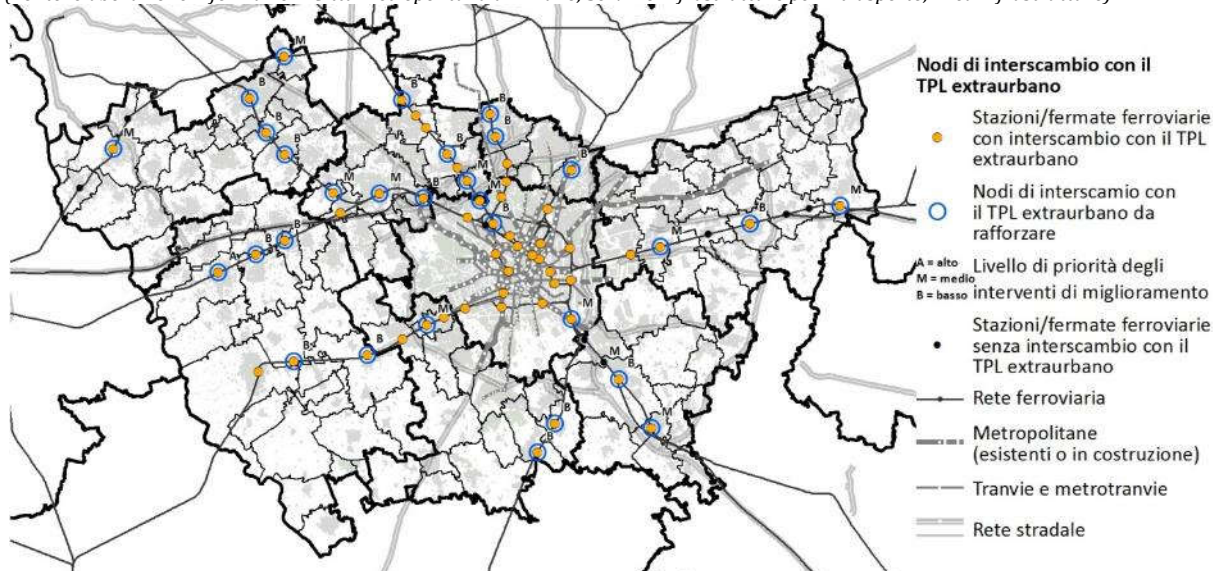 Nodi di interscambio con il
TPL extraurbano
Stazioni/fermate ferroviarie
con interscambio con il TPL
extraurbano
Nodi di interscamio con
il TPL extraurbano da
rafforzare
A = alto
M = medio
B = basso
Livello di priorità degli
interventi di miglioramento
Stazioni/fermate ferroviarie
senza interscambio con il
TPL extraurbano
Rete ferroviaria
Metropolitane
(esistenti o in costruzione)
Tranvie e metrotranvie
Rete stradale
M
B
B
B
B
M
B
B
B
B
M
M
M
B
M
M
B
A
B
B
M
B
M
B
B
M
M
B
M
B
B